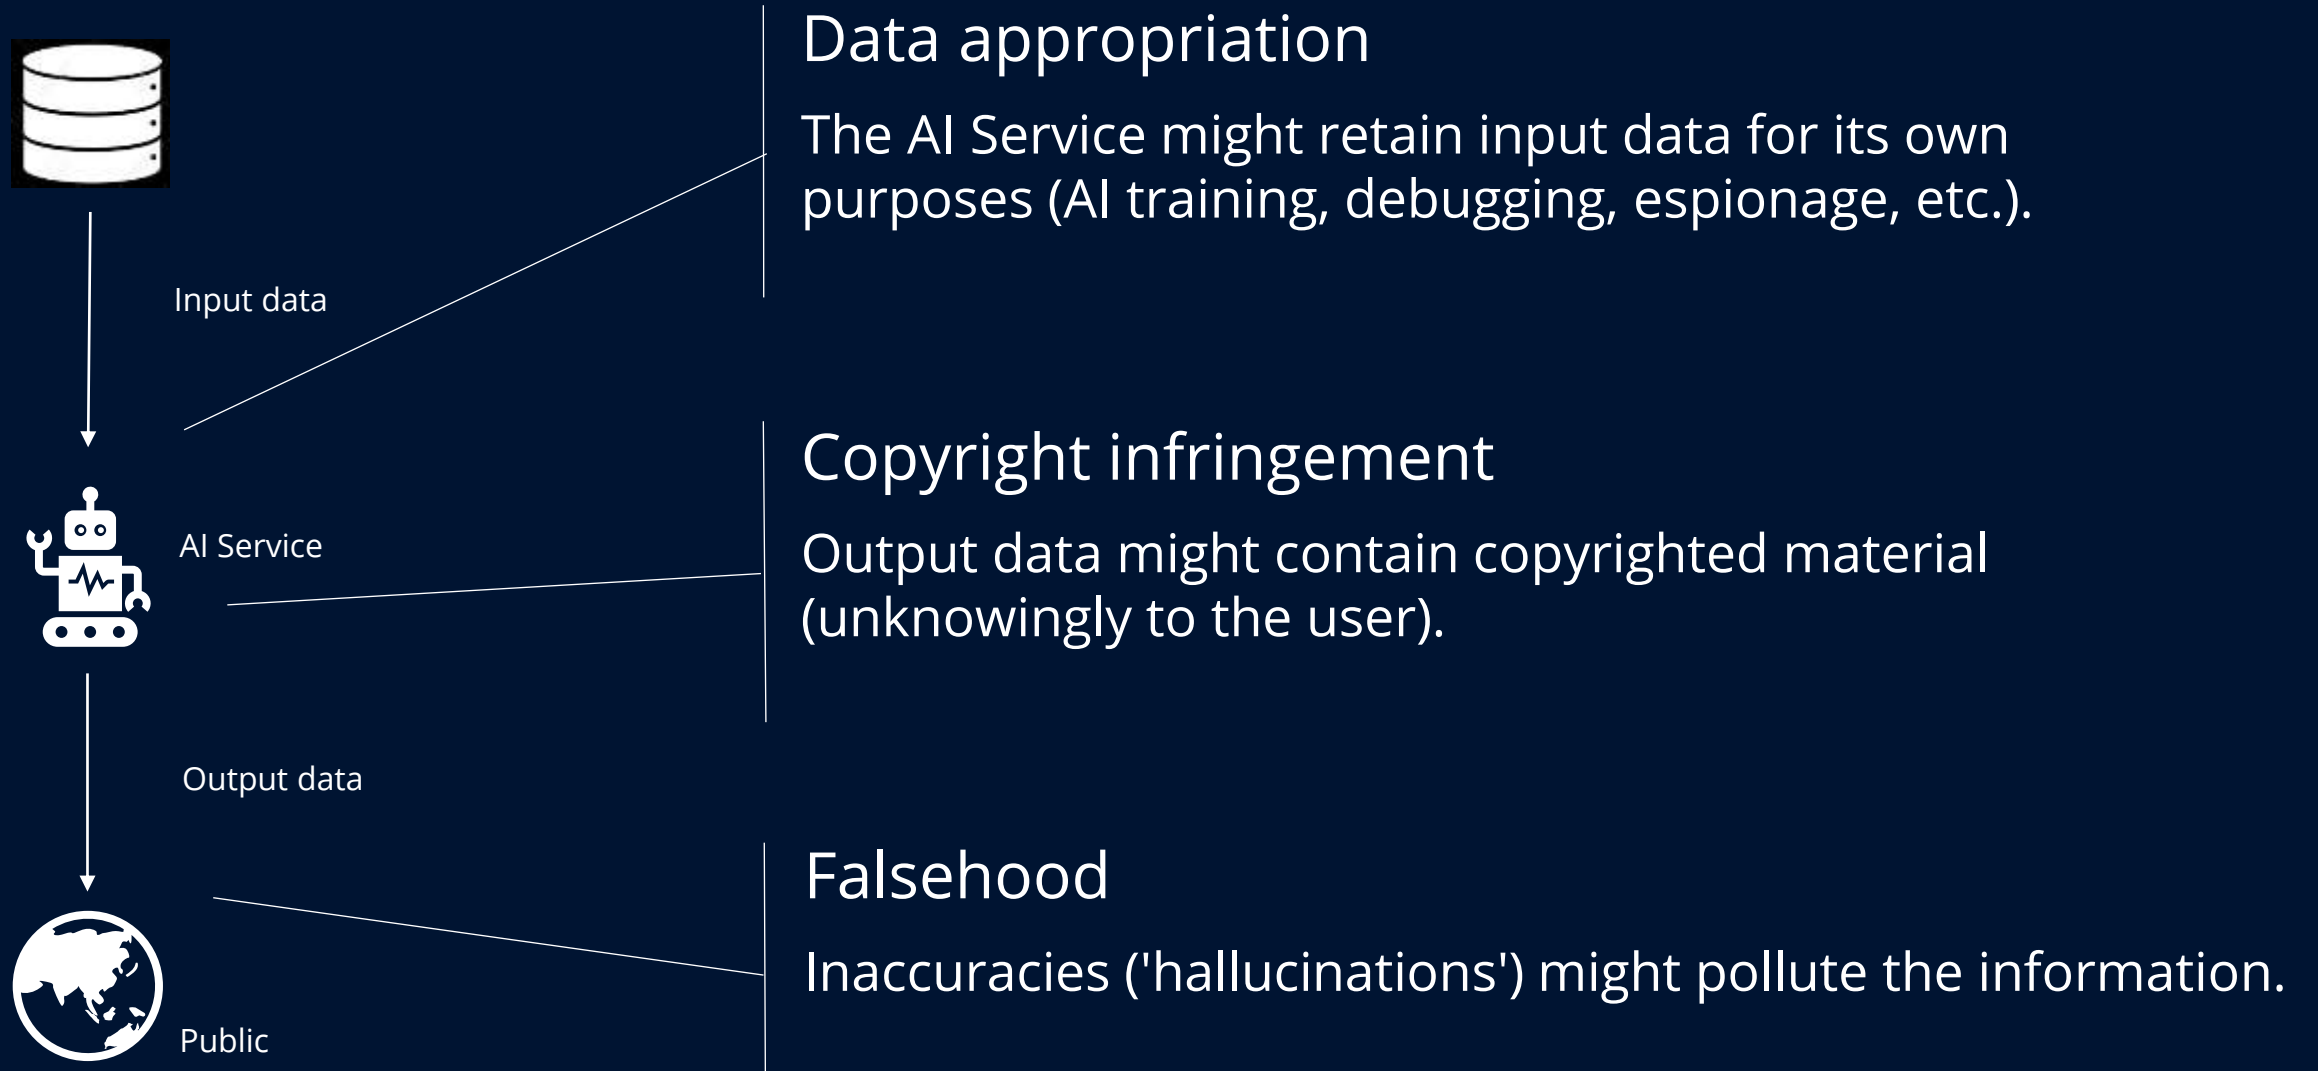 Data appropriation
The AI Service might retain input data for its own
purposes (AI training, debugging, espionage, etc.).
Input data
Copyright infringement
AI Service
Output data might contain copyrighted material
(unknowingly to the user).
Output data
Falsehood
Inaccuracies ('hallucinations') might pollute the information.
Public